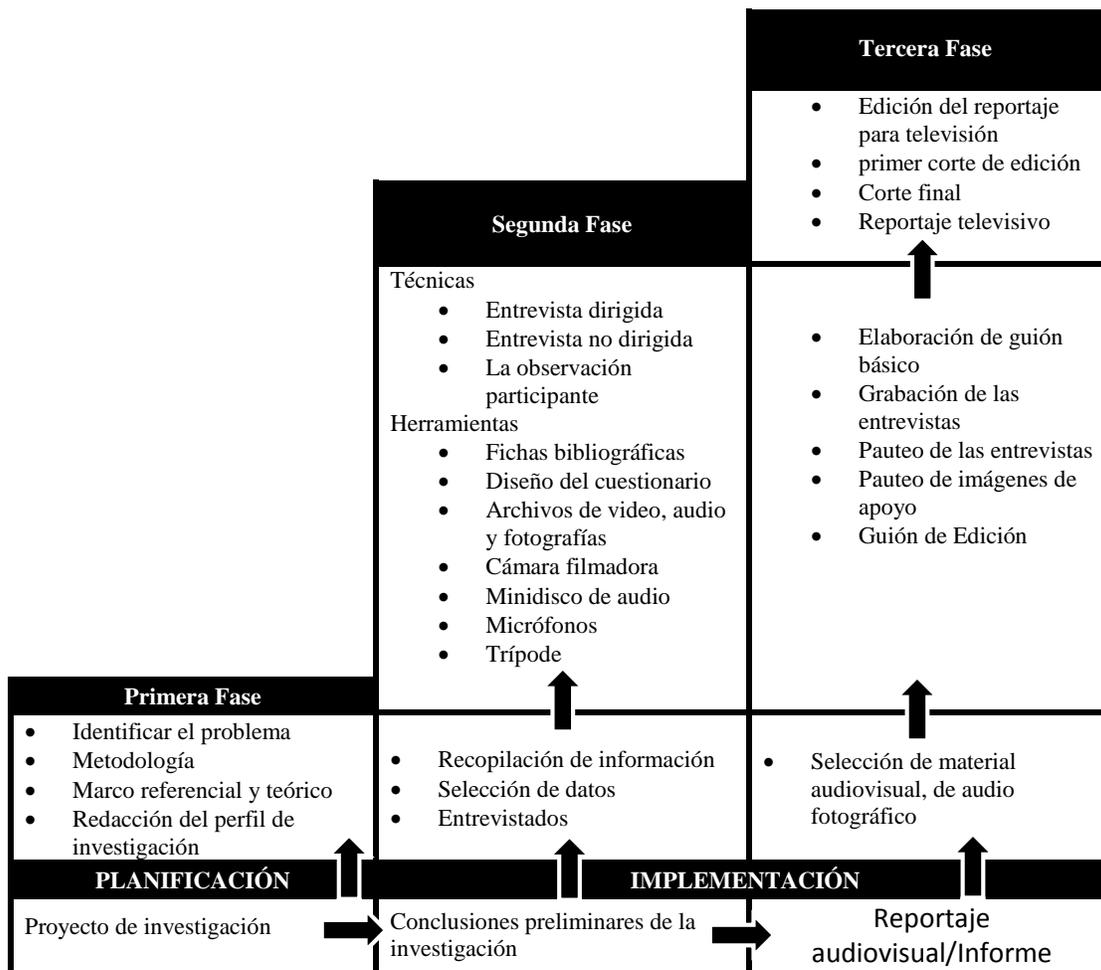 Tercera Fase
• Edición del reportaje
para televisión
• primer corte de edición
• Corte final
• Reportaje televisivo
Segunda Fase
Técnicas
• Entrevista dirigida
• Entrevista no dirigida
• La observación
participante
Herramientas
• Fichas bibliográficas
• Diseño del cuestionario
• Archivos de video, audio
y fotografías
• Cámara filmadora
• Minidisco de audio
• Micrófonos
• Trípode
• Elaboración de guión
básico
• Grabación de las
entrevistas
• Pauteo de las entrevistas
• Pauteo de imágenes de
apoyo
• Guión de Edición
Primera Fase
• Identificar el problema
• Metodología
• Marco referencial y teórico
• Redacción del perfil de
investigación
• Recopilación de información
• Selección de datos
• Entrevistados
• Selección de material
audiovisual, de audio
fotográfico
PLANIFICACIÓN
IMPLEMENTACIÓN
Proyecto de investigación
Conclusiones preliminares de la
investigación
Reportaje
audiovisual/Informe